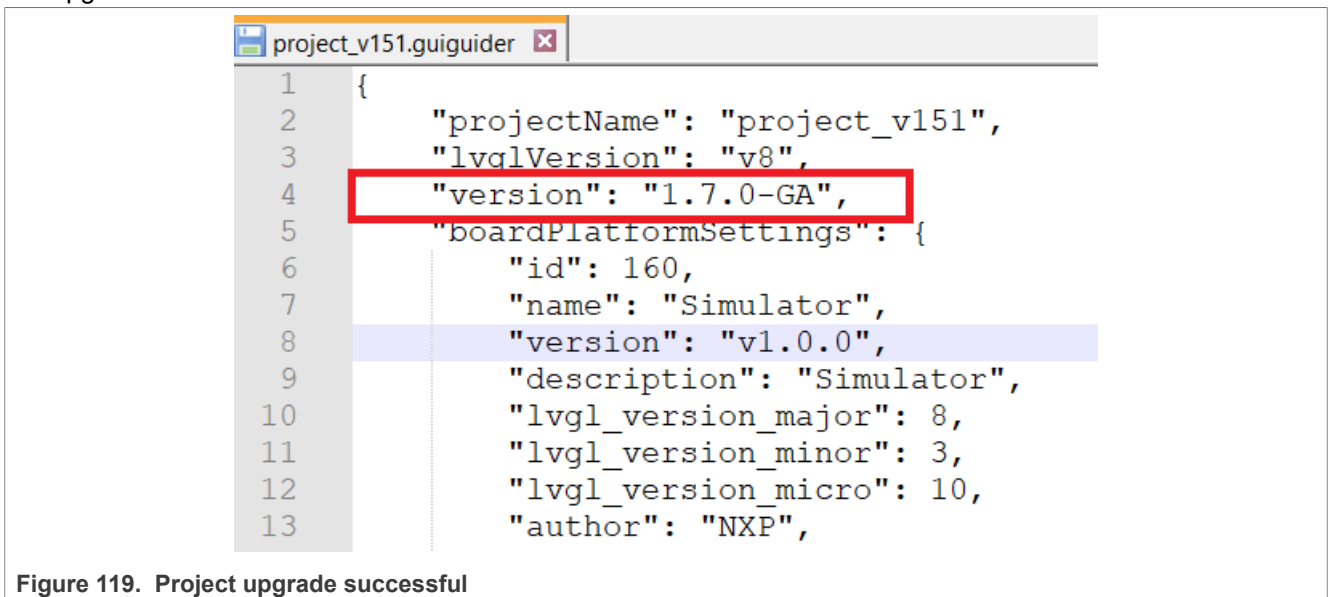 project_v151.guiguider
1 {
2 "projectName": "project_v151",
3 "lvglVersion": "v8",
4 "version": "1.7.0-GA",
5 "boardPlatformSettings": {
6 "id": 160,
7 "name": "Simulator",
8 "version": "v1.0.0",
9 "description": "Simulator",
10 "lvgl_version_major": 8,
11 "lvgl_version_minor": 3,
12 "lvgl_version_micro": 10,
13 "author": "NXP",
Figure 119. Project upgrade successful